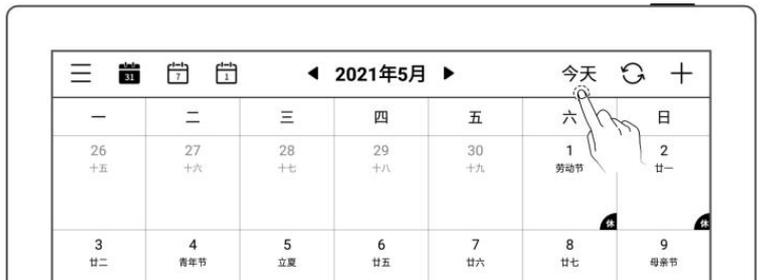 31 7 1 2021年5月 今天
一 二 三 四 五 六 日
26 27 28 29 30 1 2
十五 十六 十七 十八 十九 劳动节 廿一
休 休
3 4 5 6 7 8 9
廿二 青年节 立夏 廿五 廿六 廿七 母亲节